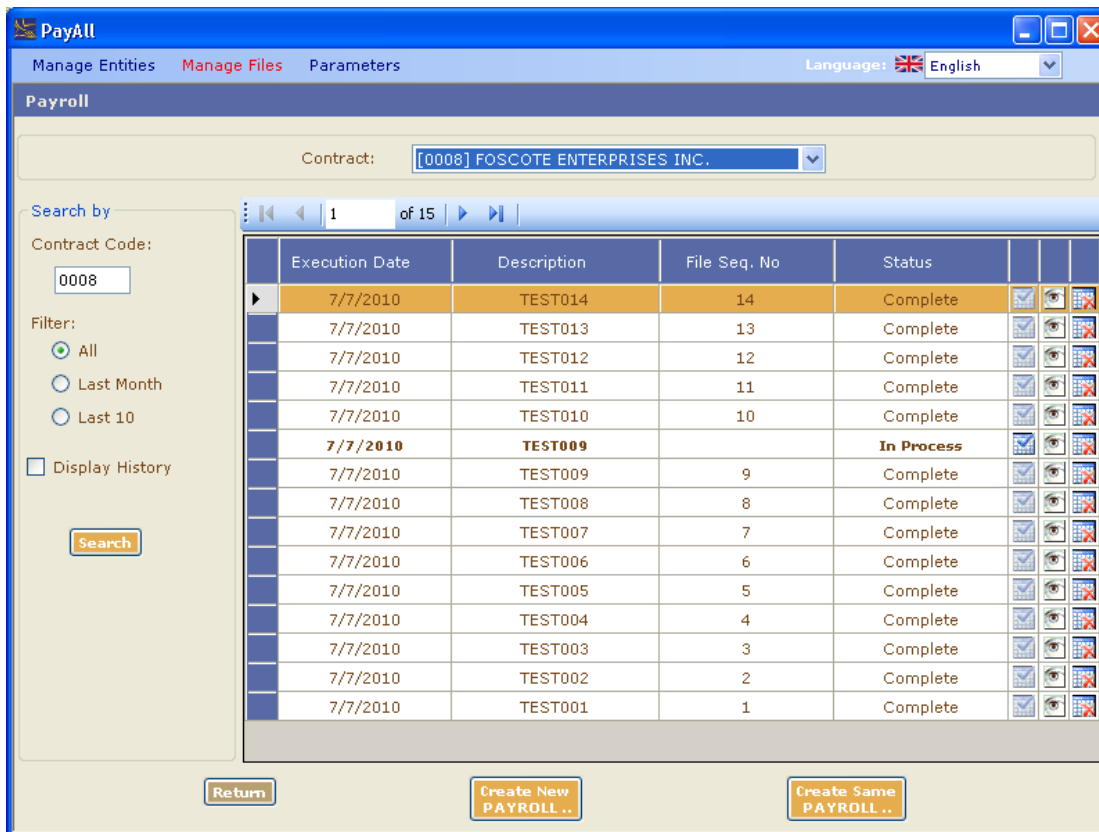 PayAll
Manage Entities Manage Files Parameters Language: English
Payroll
Contract: [0008] FOSCOTE ENTERPRISES INC.
Search by
Contract Code:
0008
Filter:
All
Last Month
Last 10
Display History
Search
1 of 15
Execution Date Description File Seq. No Status
7/7/2010 TEST014 14 Complete
7/7/2010 TEST013 13 Complete
7/7/2010 TEST012 12 Complete
7/7/2010 TEST011 11 Complete
7/7/2010 TEST010 10 Complete
7/7/2010 TEST009 In Process
7/7/2010 TEST009 9 Complete
7/7/2010 TEST008 8 Complete
7/7/2010 TEST007 7 Complete
7/7/2010 TEST006 6 Complete
7/7/2010 TEST005 5 Complete
7/7/2010 TEST004 4 Complete
7/7/2010 TEST003 3 Complete
7/7/2010 TEST002 2 Complete
7/7/2010 TEST001 1 Complete
Return
Create New
PAYROLL..
Create Same
PAYROLL..